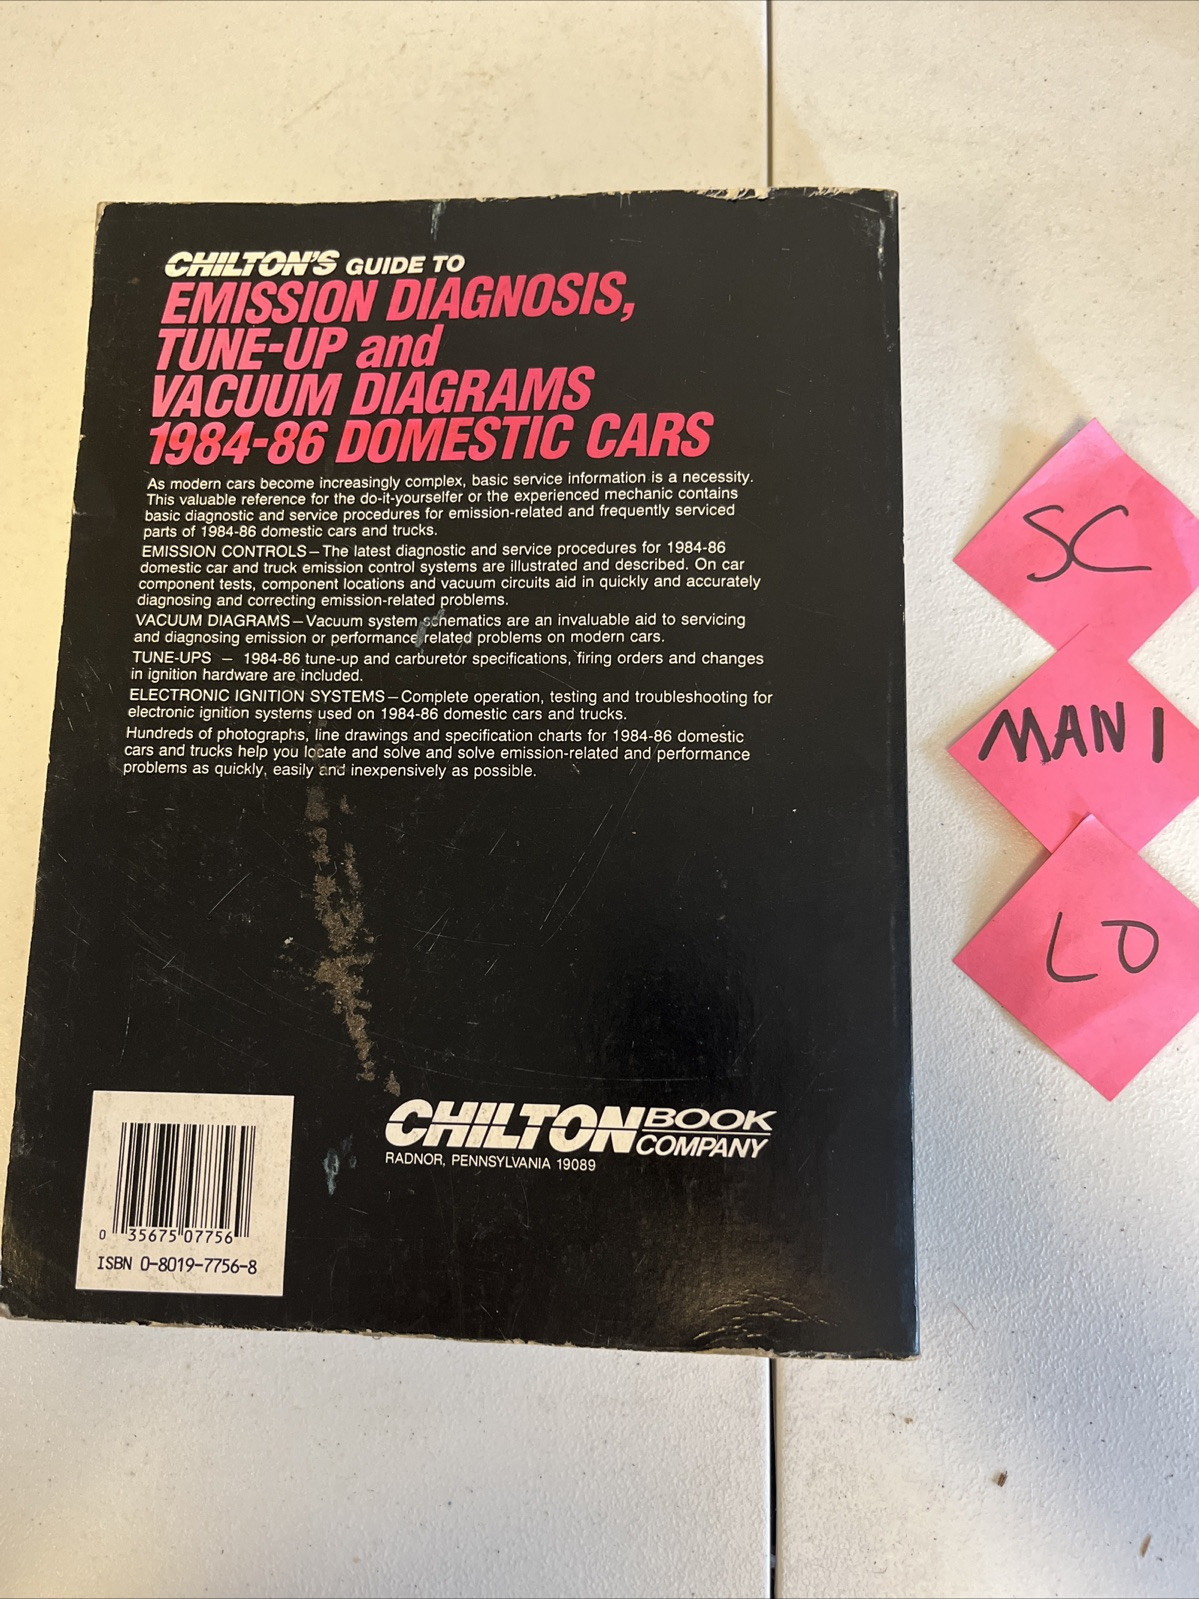 CHILTON'S GUIDE TO
EMISSION DIAGNOSIS,
TUNE-UP and
VACUUM DIAGRAMS
1984-86 DOMESTIC CARS
As modern cars become increasingly complex, basic service information is a necessity.
This valuable reference for the do-it-yourselfer or the experienced mechanic contains
basic diagnostic and service procedures for emission-related and frequently serviced
parts of 1984-86 domestic cars and trucks.
EMISSION CONTROLS—The latest diagnostic and service procedures for 1984-86
domestic car and truck emission control systems are illustrated and described. On car
component tests, component locations and vacuum circuits aid in quickly and accurately
diagnosing and correcting emission-related problems.
VACUUM DIAGRAMS—Vacuum system schematics are an invaluable aid to servicing
and diagnosing emission or performance related problems on modern cars.
TUNE-UPS — 1984-86 tune-up and carburetor specifications, firing orders and changes
in ignition hardware are included.
ELECTRONIC IGNITION SYSTEMS—Complete operation, testing and troubleshooting for
electronic ignition systems used on 1984-86 domestic cars and trucks.
Hundreds of photographs, line drawings and specification charts for 1984-86 domestic
cars and trucks help you locate and solve and solve emission-related and performance
problems as quickly, easily and inexpensively as possible.
CHILTON BOOK COMPANY
RADNOR, PENNSYLVANIA 19089
0 35675 07756
ISBN 0-8019-7756-8
SC
MAN 1
LO